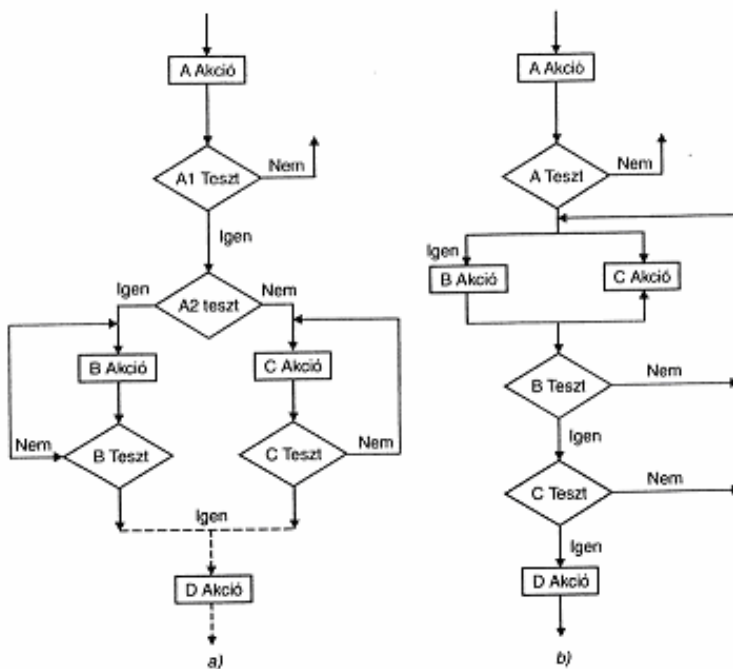 A Akció
A1 Teszt
Nem
Igen
Igen
A2 teszt
Nem
B Akció
C Akció
Nem
B Teszt
C Teszt
Nem
Igen
D Akció
a)
A Akció
A Teszt
Nem
Igen
B Akció
C Akció
B Teszt
Nem
Igen
C Teszt
Nem
Igen
D Akció
b)